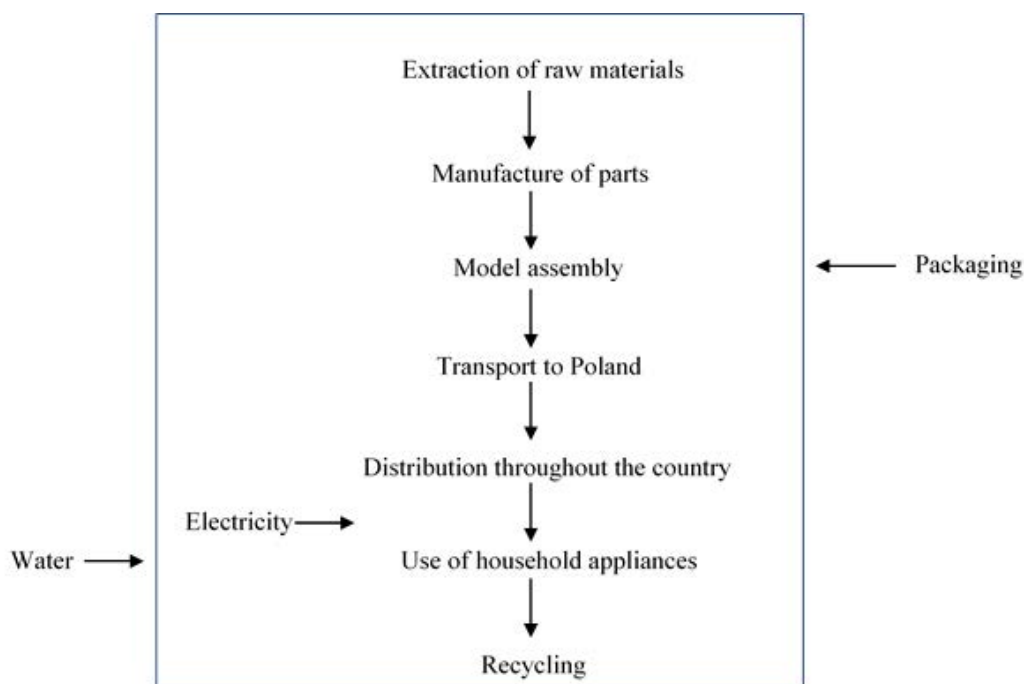 Extraction of raw materials
Manufacture of parts
Model assembly
Packaging
Transport to Poland
Distribution throughout the country
Electricity
Water
Use of household appliances
Recycling